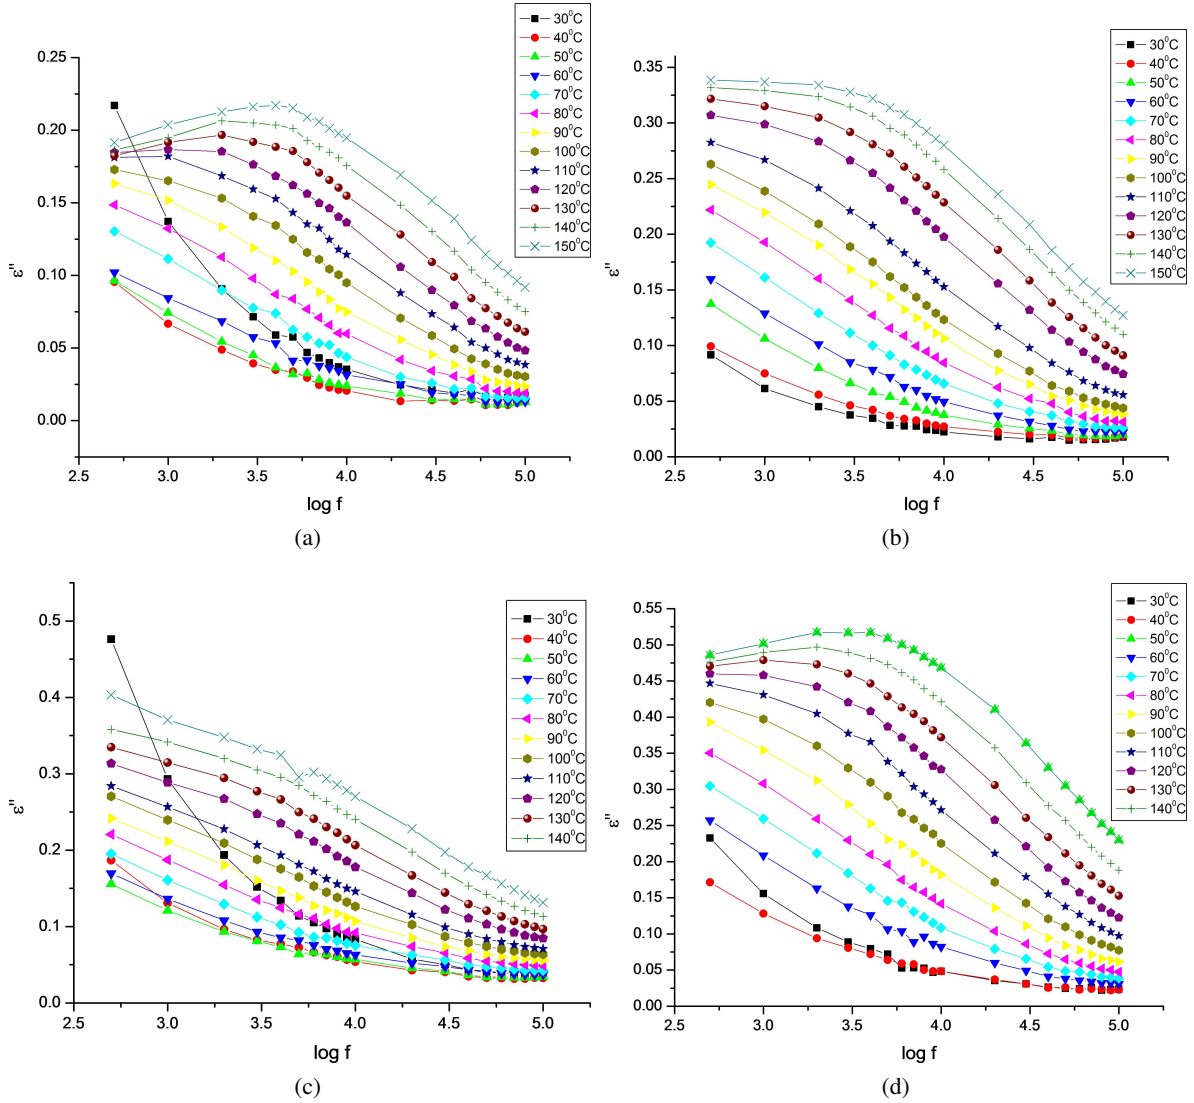 30⁰C
40⁰C
50⁰C
60⁰C
70⁰C
80⁰C
90⁰C
100⁰C
110⁰C
120⁰C
130⁰C
140⁰C
150⁰C
0.25
0.20
0.15
0.10
0.05
0.00
ε"
2.5 3.0 3.5 4.0 4.5 5.0
log f
(a)
30⁰C
40⁰C
50⁰C
60⁰C
70⁰C
80⁰C
90⁰C
100⁰C
110⁰C
120⁰C
130⁰C
140⁰C
150⁰C
0.35
0.30
0.25
0.20
0.15
0.10
0.05
0.00
ε"
2.5 3.0 3.5 4.0 4.5 5.0
log f
(b)
30⁰C
40⁰C
50⁰C
60⁰C
70⁰C
80⁰C
90⁰C
100⁰C
110⁰C
120⁰C
130⁰C
140⁰C
0.5
0.4
0.3
0.2
0.1
0.0
ε"
2.5 3.0 3.5 4.0 4.5 5.0
log f
(c)
30⁰C
40⁰C
50⁰C
60⁰C
70⁰C
80⁰C
90⁰C
100⁰C
110⁰C
120⁰C
130⁰C
140⁰C
0.55
0.50
0.45
0.40
0.35
0.30
0.25
0.20
0.15
0.10
0.05
0.00
ε"
2.5 3.0 3.5 4.0 4.5 5.0
log f
(d)